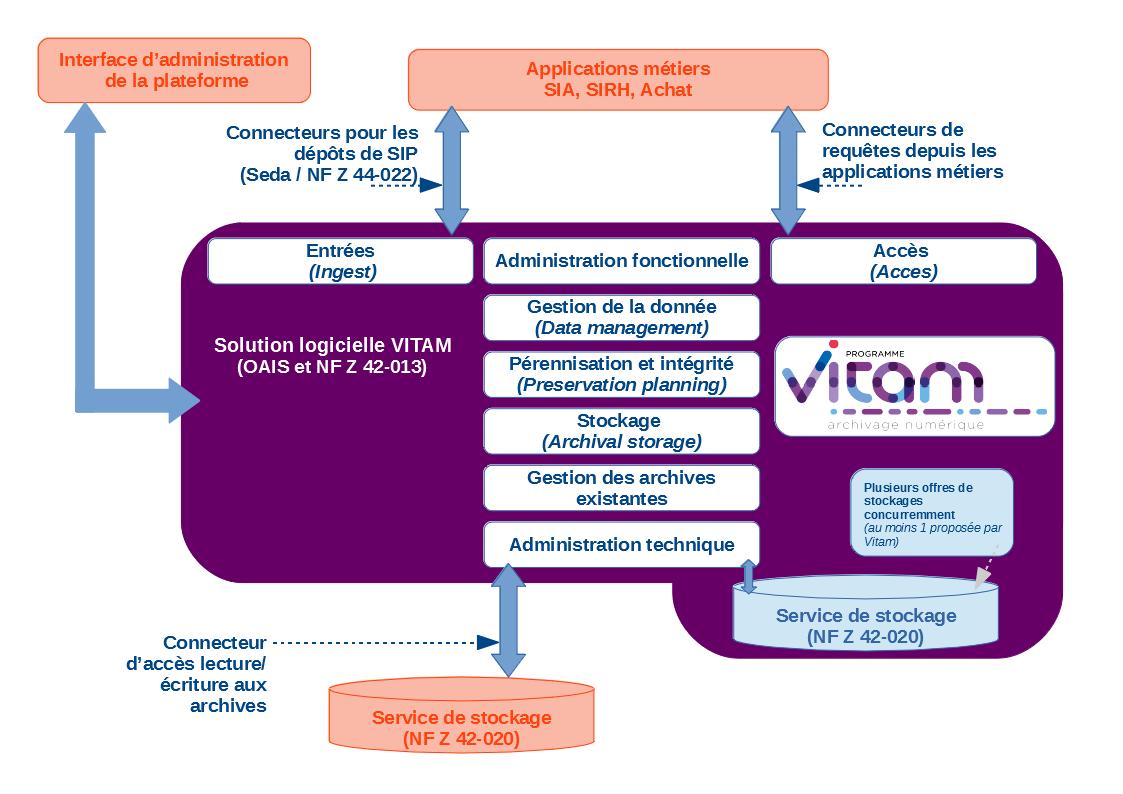 Interface d’administration
de la plateforme
Applications métiers
SIA, SIRH, Achat
Connecteurs pour les
dépôts de SIP
(Seda / NF Z 44-022)
Connecteurs de
requêtes depuis les
applications métiers
Entrées
(Ingest)
Administration fonctionnelle
Accès
(Acces)
Gestion de la donnée
(Data management)
Solution logicielle VITAM
(OAIS et NF Z 42-013)
Pérennisation et intégrité
(Preservation planning)
PROGRAMME
vitam
archivage numérique
Stockage
(Archival storage)
Gestion des archives
existantes
Plusieurs offres de
stockages
concurremment
(au moins 1 proposée par
Vitam)
Administration technique
Service de stockage
(NF Z 42-020)
Connecteur
d’accès lecture/
écriture aux
archives
Service de stockage
(NF Z 42-020)